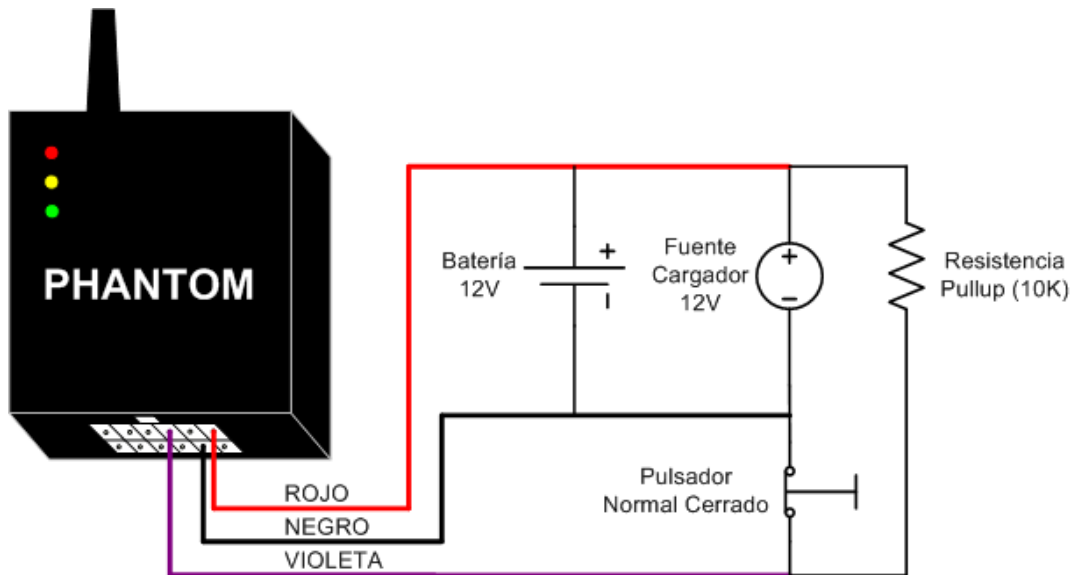 PHANTOM
Batería
12V
Fuente
Cargador
12V
Resistencia
Pullup (10K)
Pulsador
Normal Cerrado
ROJO
NEGRO
VIOLETA